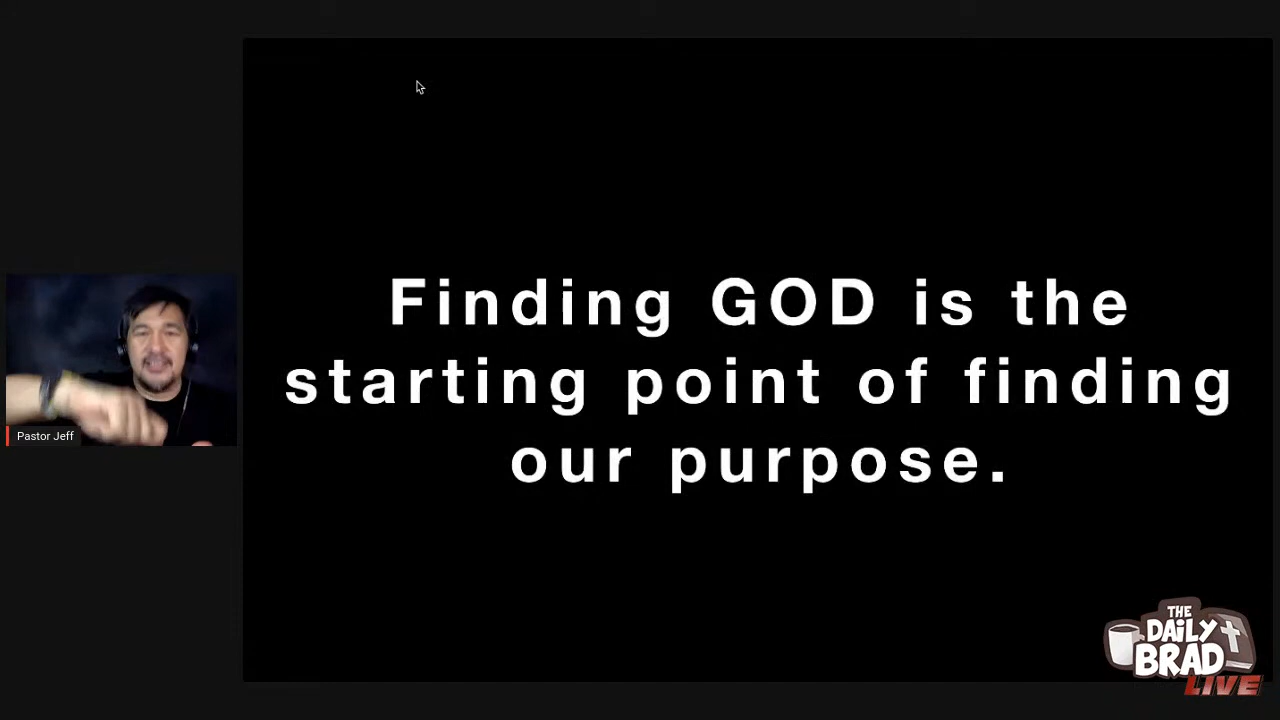 Finding GOD is the
starting point of finding
our purpose.
Pastor Jeff
THE
DAILY
BRAD
LIVE